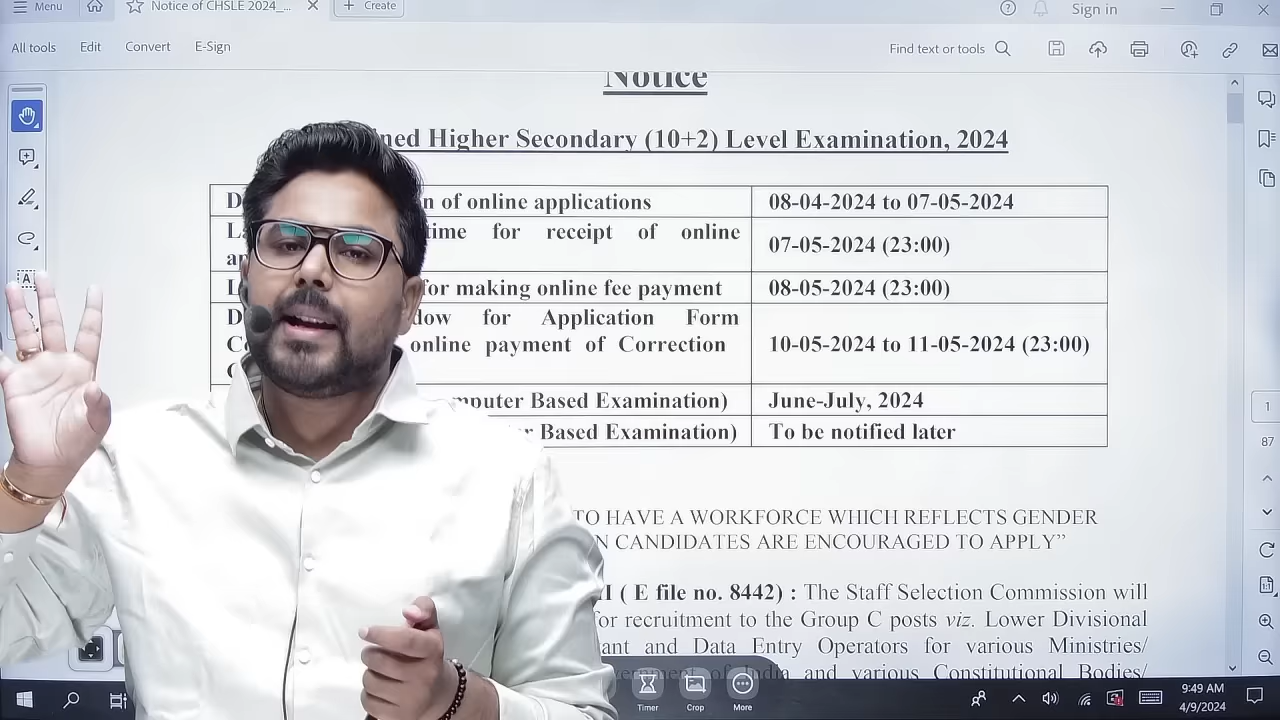 Menu
Notice of CHSLE 2024_...
Create
Sign in
All tools Edit Convert E-Sign
Find text or tools
Notice
Higher Secondary (10+2) Level Examination, 2024
of online applications 08-04-2024 to 07-05-2024
time for receipt of online
07-05-2024 (23:00)
for making online fee payment 08-05-2024 (23:00)
for Application Form
online payment of Correction
10-05-2024 to 11-05-2024 (23:00)
Based Examination) June-July, 2024
Based Examination) To be notified later
TO HAVE A WORKFORCE WHICH REFLECTS GENDER
CANDIDATES ARE ENCOURAGED TO APPLY”
( E file no. 8442) : The Staff Selection Commission will
for recruitment to the Group C posts viz. Lower Divisional
and Data Entry Operators for various Ministries/
of India and various Constitutional Bodies/
1
87
Timer
Crop
More
9:49 AM
4/9/2024